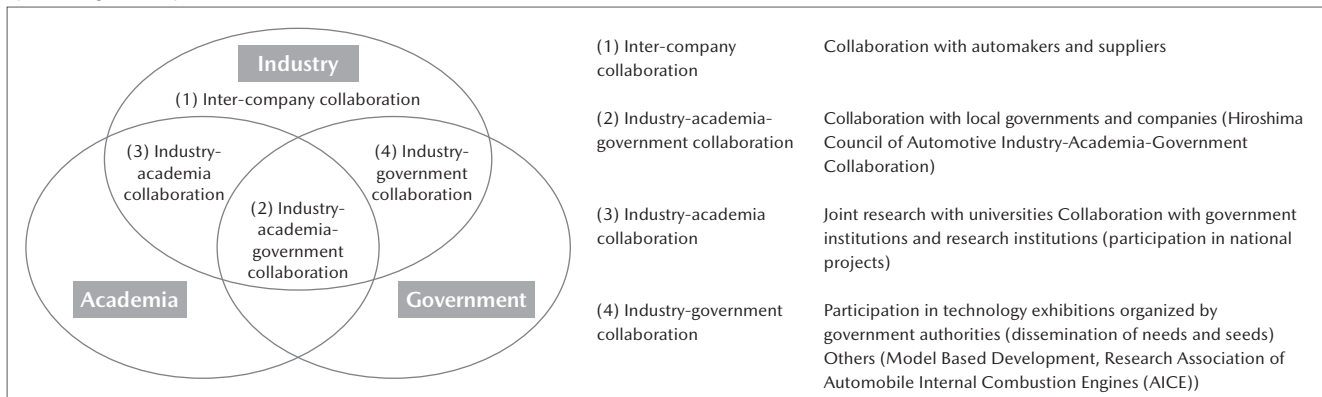 Industry
(1) Inter-company collaboration
(3) Industry-
academia
collaboration
(4) Industry-
government
collaboration
(2) Industry-
academia-
government
collaboration
Academia
Government
(1) Inter-company
collaboration
Collaboration with automakers and suppliers
(2) Industry-academia-
government collaboration
Collaboration with local governments and companies (Hiroshima
Council of Automotive Industry-Academia-Government
Collaboration)
(3) Industry-academia
collaboration
Joint research with universities Collaboration with government
institutions and research institutions (participation in national
projects)
(4) Industry-government
collaboration
Participation in technology exhibitions organized by
government authorities (dissemination of needs and seeds)
Others (Model Based Development, Research Association of
Automobile Internal Combustion Engines (AICE))